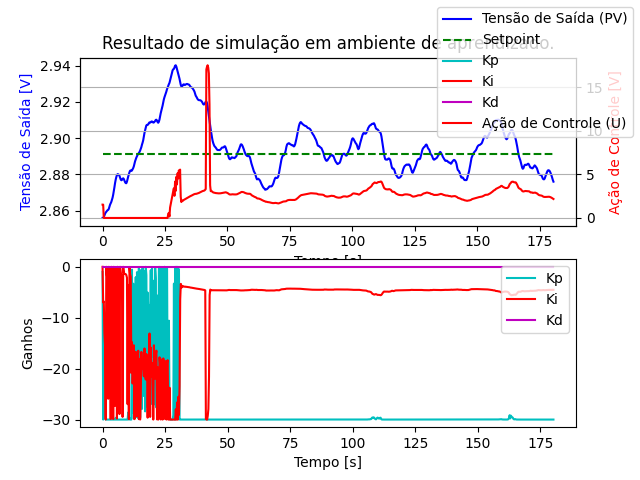 Resultado de simulação em ambiente de aprendizado.
Tensão de Saída (PV)
Setpoint
Kp
Ki
Kd
Ação de Controle (U)
Tensão de Saída [V]
2.94
2.92
2.90
2.88
2.86
15
10
5
0
Ação de Controle [V]
0 25 50 75 100 125 150 175
Tempo [s]
Ganhos
0
−10
−20
−30
Kp
Ki
Kd
0 25 50 75 100 125 150 175
Tempo [s]